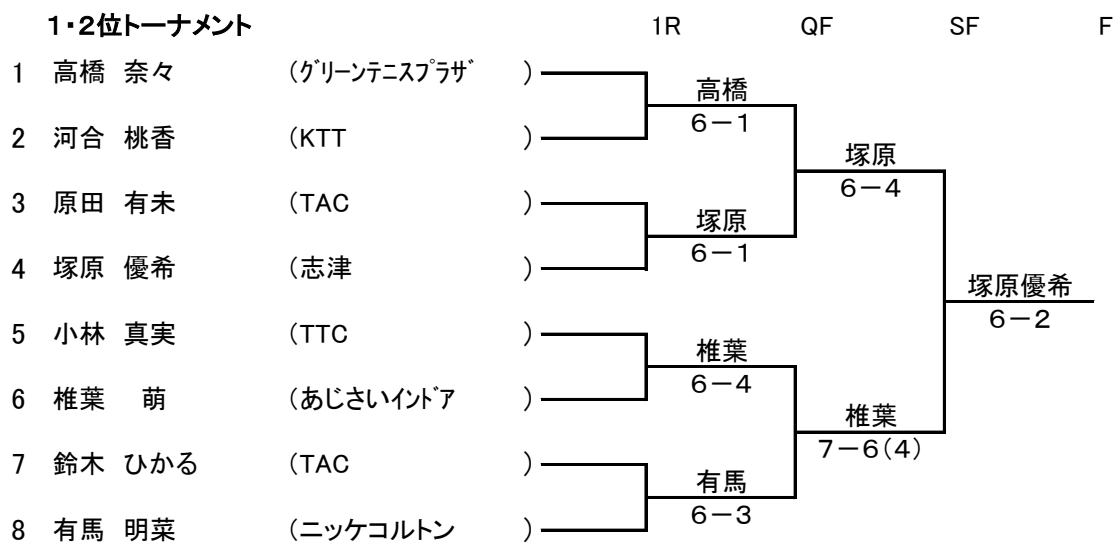 1・2位トーナメント 1R QF SF F
1 高橋 奈々 (グリーンテニスプラザ )
高橋
6-1
2 河合 桃香 (KTT )
塚原
6-4
3 原田 有未 (TAC )
塚原
6-1
4 塚原 優希 (志津 )
塚原優希
6-2
5 小林 真実 (TTC )
椎葉
6-4
6 椎葉 萌 (あじさいインドア )
椎葉
7-6(4)
7 鈴木 ひかる (TAC )
有馬
6-3
8 有馬 明菜 (ニッケコルトン )